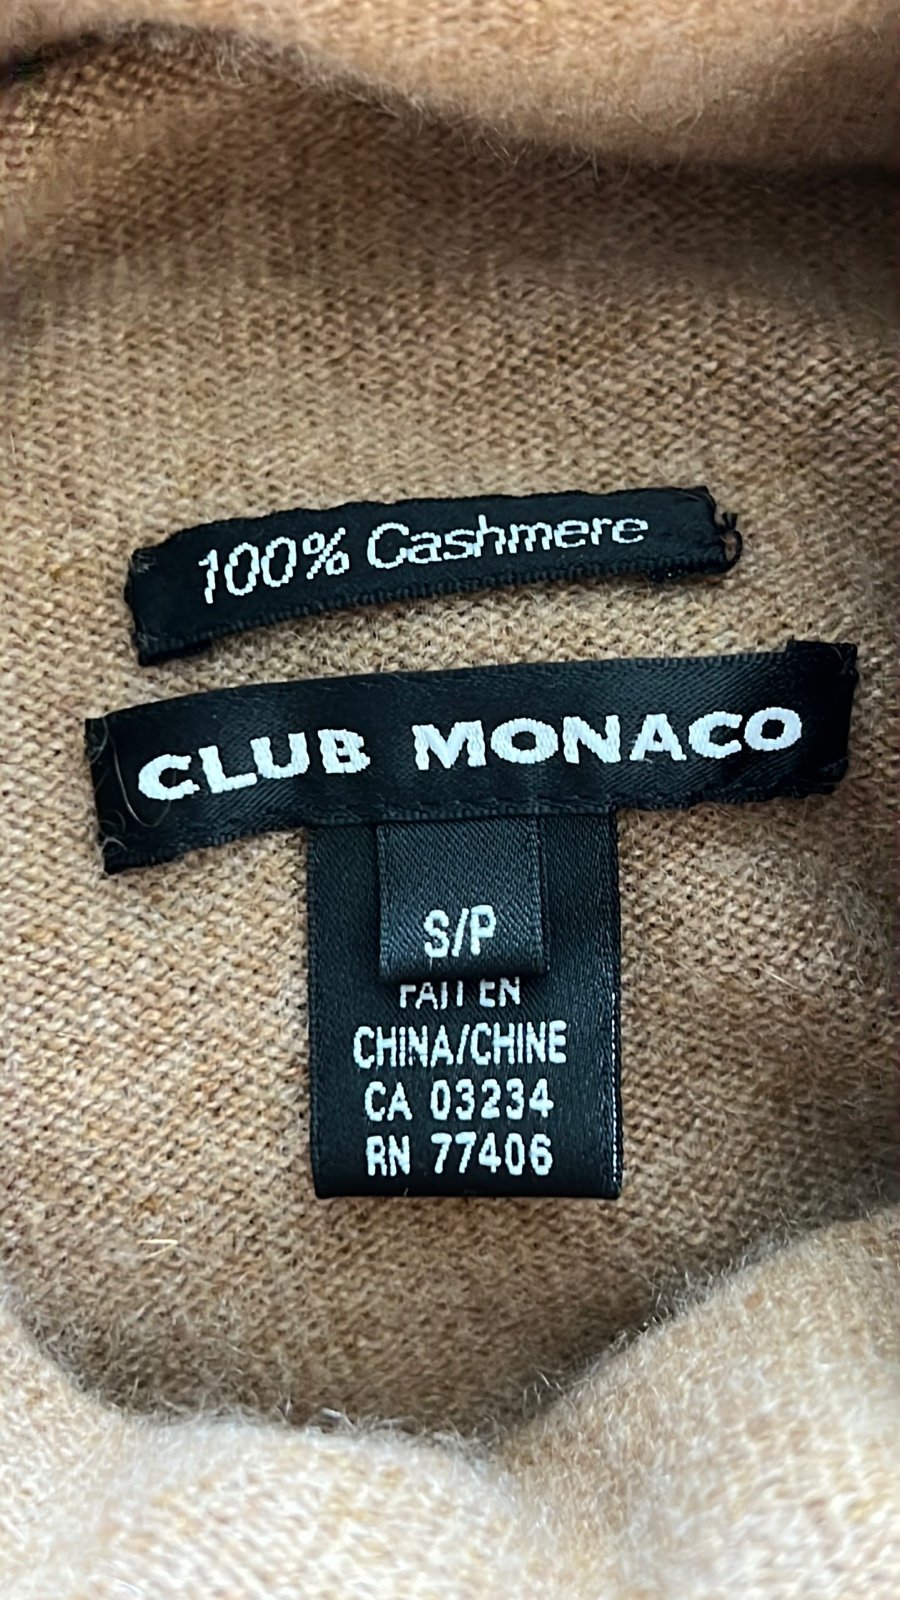 100% Cashmere
CLUB MONACO
S/P
FAIT EN
CHINA/CHINE
CA 03234
RN 77406